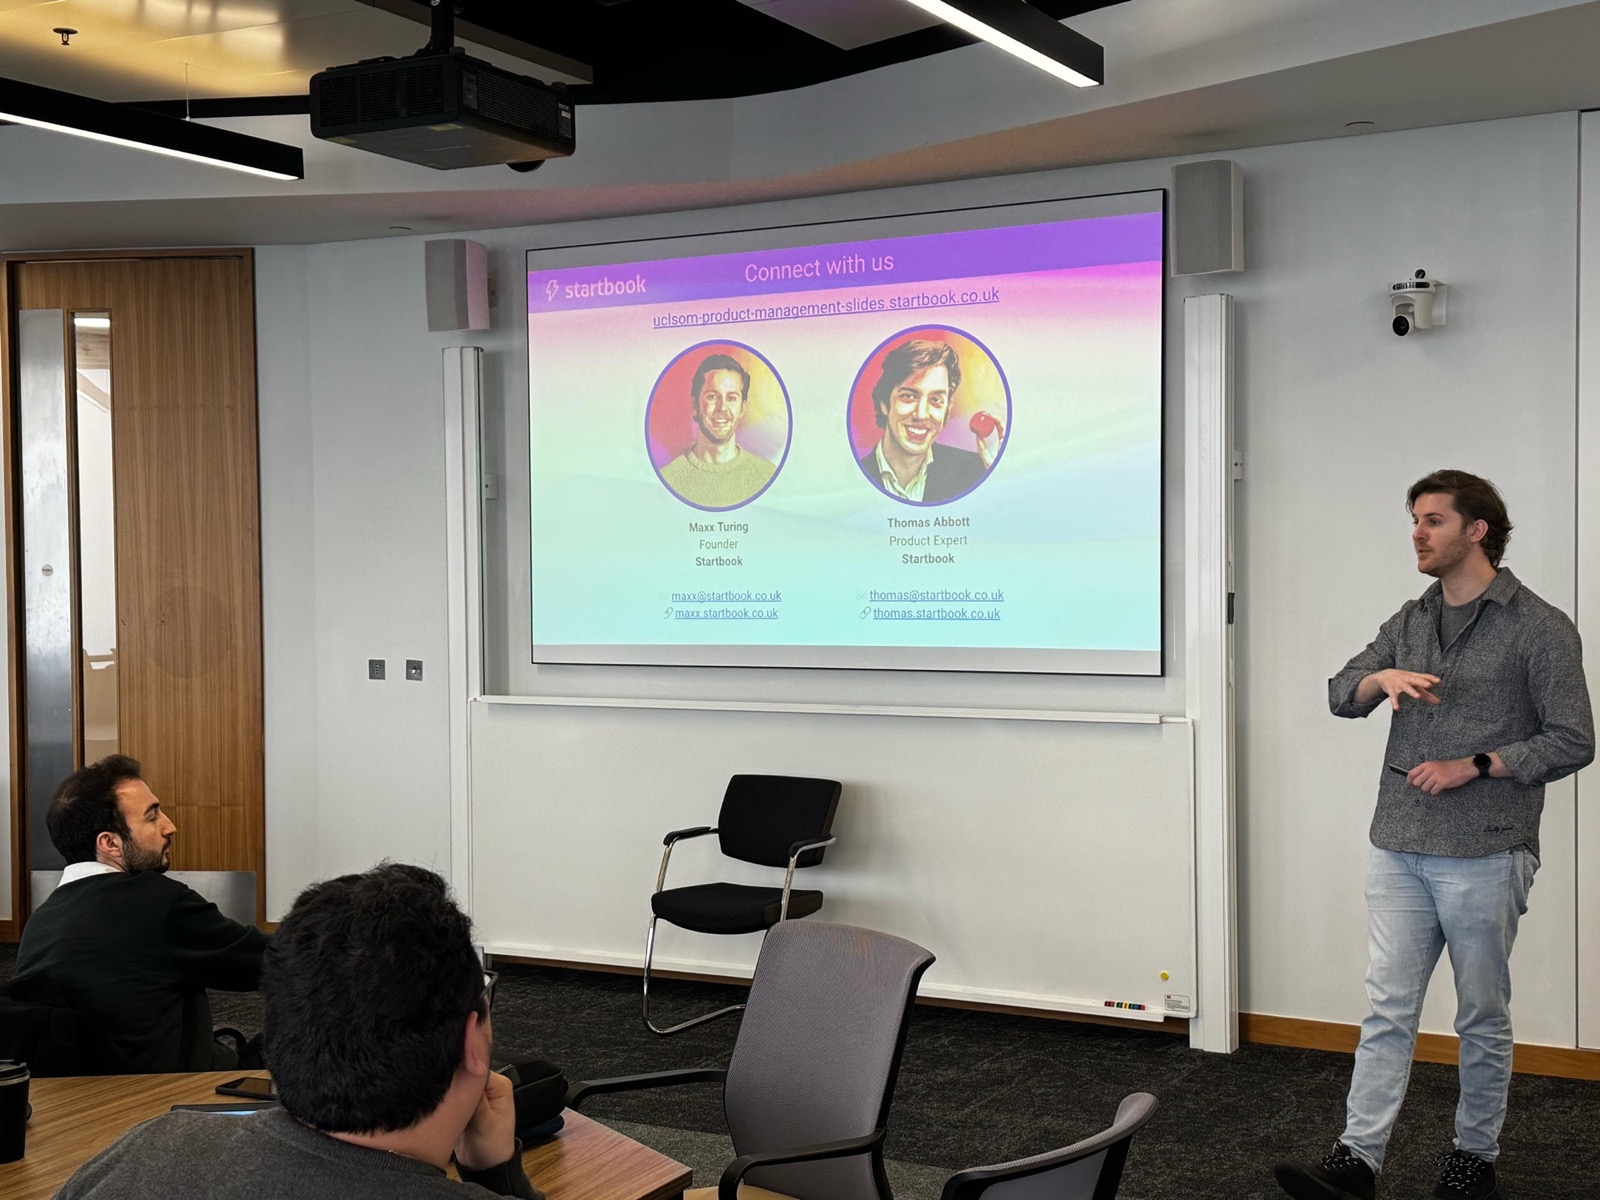 startbook
Connect with us
uclsom-product-management-slides.startbook.co.uk
Maxx Turing
Founder
Startbook
maxx@startbook.co.uk
maxx.startbook.co.uk
Thomas Abbott
Product Expert
Startbook
thomas@startbook.co.uk
thomas.startbook.co.uk